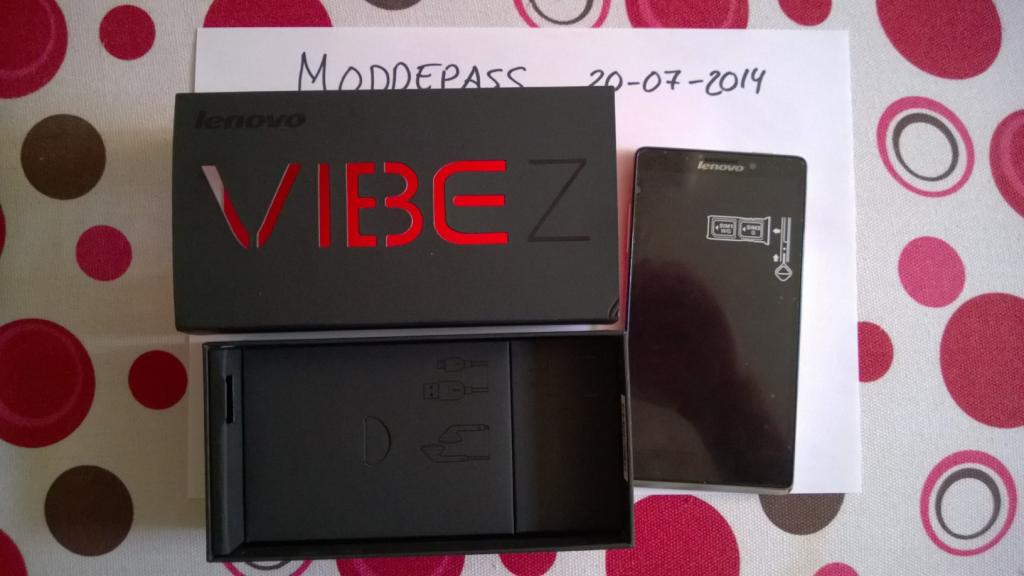 MODDEPASS 20-07-2014
lenovo
VIBE Z
lenovo